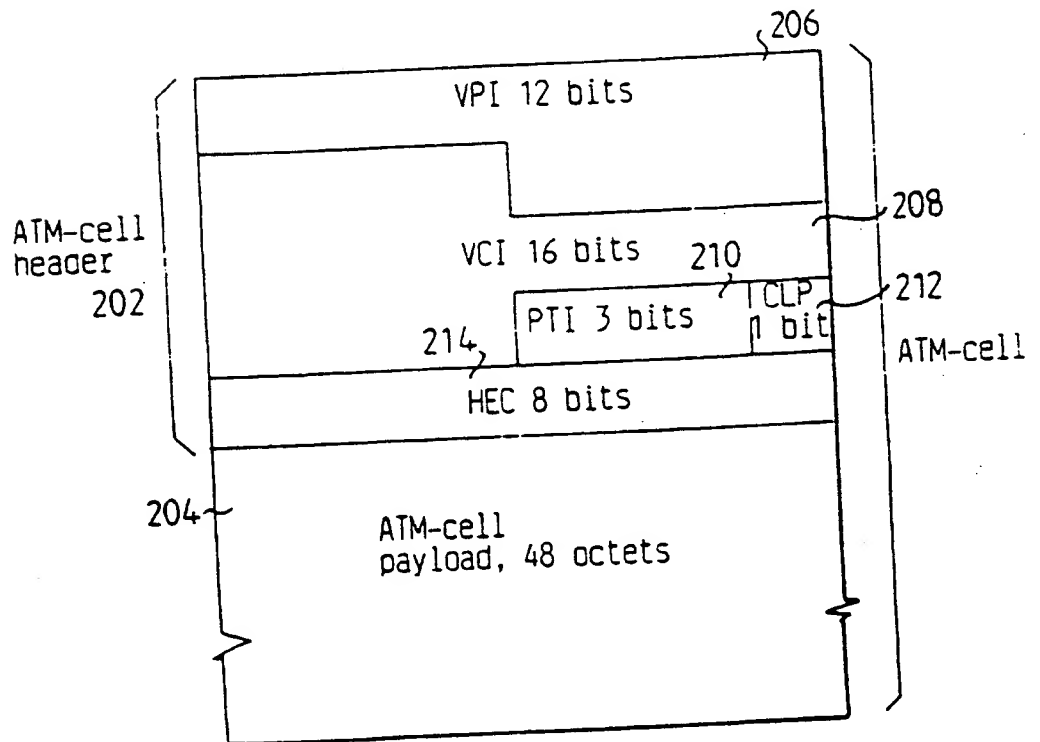 206
VPI 12 bits
ATM-cell
header
202
208
VCI 16 bits
210
PTI 3 bits
CLP
1 bit
212
214
ATM-cell
HEC 8 bits
204
ATM-cell
payload, 48 octets